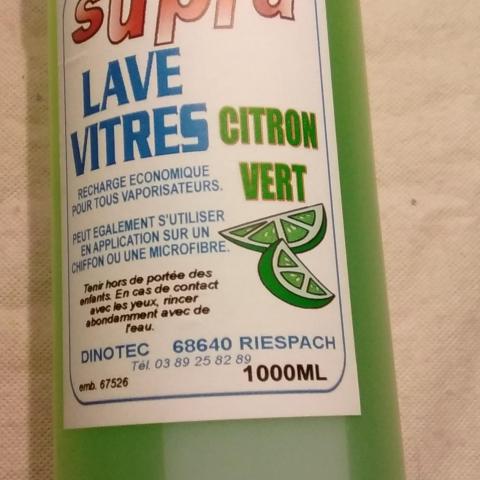 supra
LAVE
VITRES
CITRON
VERT
RECHARGE ECONOMIQUE
POUR TOUS VAPORISATEURS.
PEUT EGALEMENT S'UTILISER
EN APPLICATION SUR UN
CHIFFON OU UNE MICROFIBRE.
Tenir hors de portée des
enfants. En cas de contact
avec les yeux, rincer
abondamment avec de
l'eau.
DINOTEC 68640 RIESPACH
Tél. 03 89 25 82 89
emb. 67526
1000ML